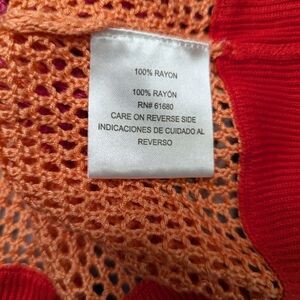 100% RAYON
100% RAYÓN
RN# 61680
CARE ON REVERSE SIDE
INDICACIONES DE CUIDADO AL
REVERSO